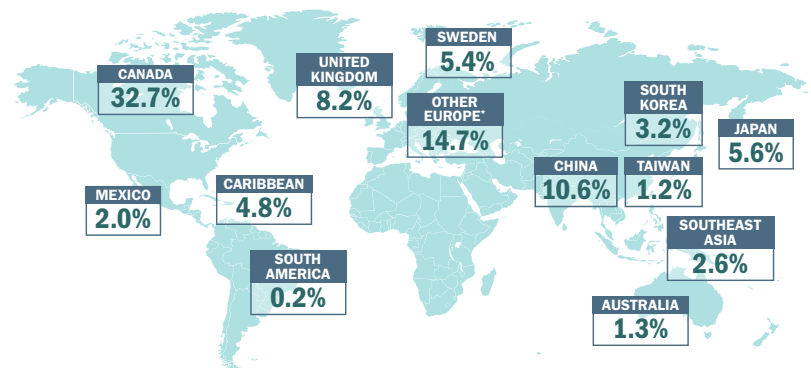 SWEDEN
5.4%
UNITED
KINGDOM
8.2%
CANADA
32.7%
OTHER
EUROPE*
14.7%
SOUTH
KOREA
3.2%
JAPAN
5.6%
CHINA
10.6%
TAIWAN
1.2%
MEXICO
2.0%
CARIBBEAN
4.8%
SOUTHEAST
ASIA
2.6%
SOUTH
AMERICA
0.2%
AUSTRALIA
1.3%